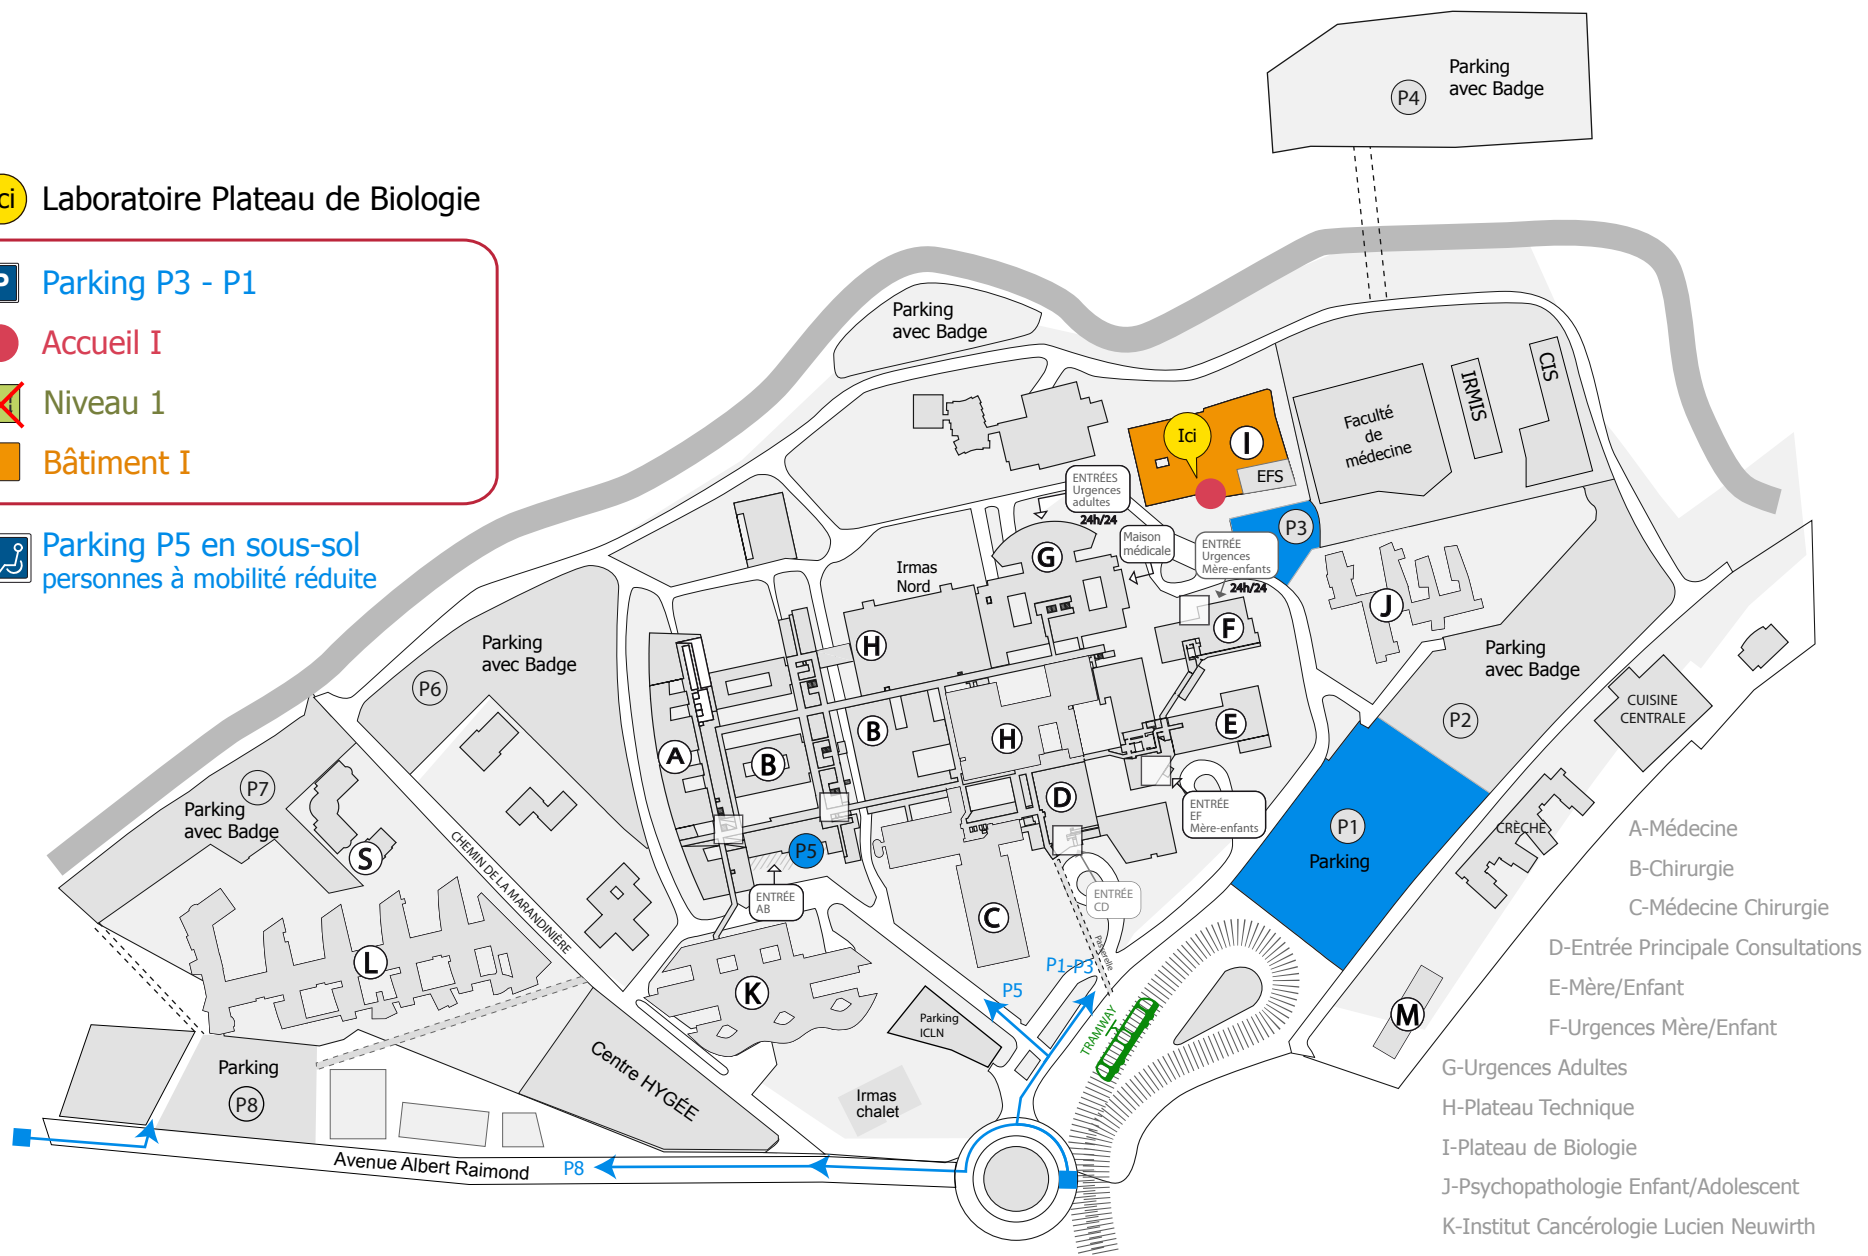 Parking
avec Badge
P4
Laboratoire Plateau de Biologie
Parking P3 - P1
Accueil I
Niveau 1
Bâtiment I
Parking P5 en sous-sol
personnes à mobilité réduite
Parking
avec Badge
CIS
IRMIS
Faculté
de
médecine
Ici
I
EFS
ENTRÉES
Urgences
adultes
24h/24
P3
Maison
médicale
ENTRÉE
Urgences
Mère-enfants
24h/24
G
Irmas
Nord
J
F
H
Parking
avec Badge
P6
Parking
avec Badge
P2
CUISINE
CENTRALE
E
B
H
A
B
P7
Parking
avec Badge
D
ENTRÉE
EF
Mère-enfants
P1
Parking
CRÈCHE
P5
S
CHEMIN DE LA MARANDINIÈRE
ENTRÉE
AB
ENTRÉE
CD
C
Passerelle
L
K
P1-P3
P5
TRAMWAY
M
Parking
ICLN
Parking
P8
Centre HYGÉE
Irmas
chalet
Avenue Albert Raimond
P8
A-Médecine
B-Chirurgie
C-Médecine Chirurgie
D-Entrée Principale Consultations
E-Mère/Enfant
F-Urgences Mère/Enfant
G-Urgences Adultes
H-Plateau Technique
I-Plateau de Biologie
J-Psychopathologie Enfant/Adolescent
K-Institut Cancérologie Lucien Neuwirth